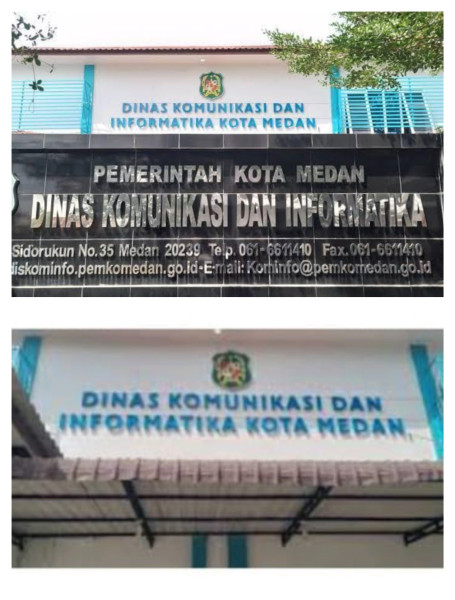 DINAS KOMUNIKASI DAN
INFORMATIKA KOTA MEDAN
PEMERINTAH KOTA MEDAN
DINAS KOMUNIKASI DAN INFORMATIKA
Sidorukun No.35 Medan 20239 Telp. 061-6611410 Fax.061-6611410
diskominfo.pemkomedan.go.id-E-mail: Kominfo@pemkomedan.go.id
DINAS KOMUNIKASI DAN
INFORMATIKA KOTA MEDAN